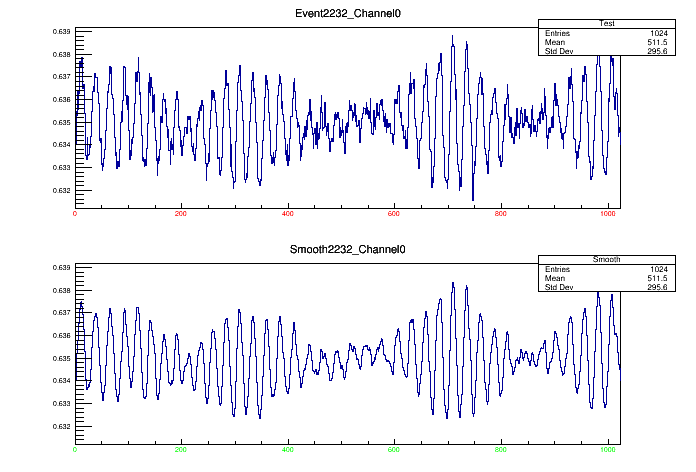 Event2232_Channel0
Test
Entries 1024
Mean 511.5
Std Dev 295.6
0.639
0.638
0.637
0.636
0.635
0.634
0.633
0.632
0 200 400 600 800 1000
Smooth2232_Channel0
Smooth
Entries 1024
Mean 511.5
Std Dev 295.6
0.639
0.638
0.637
0.636
0.635
0.634
0.633
0.632
0 200 400 600 800 1000